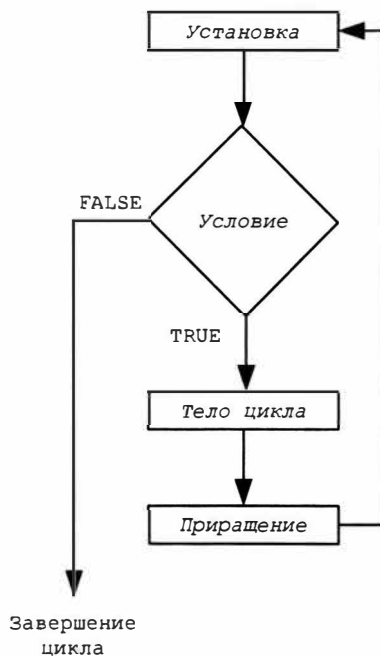 Установка
FALSE
Условие
TRUE
Тело цикла
Приращение
Завершение
цикла